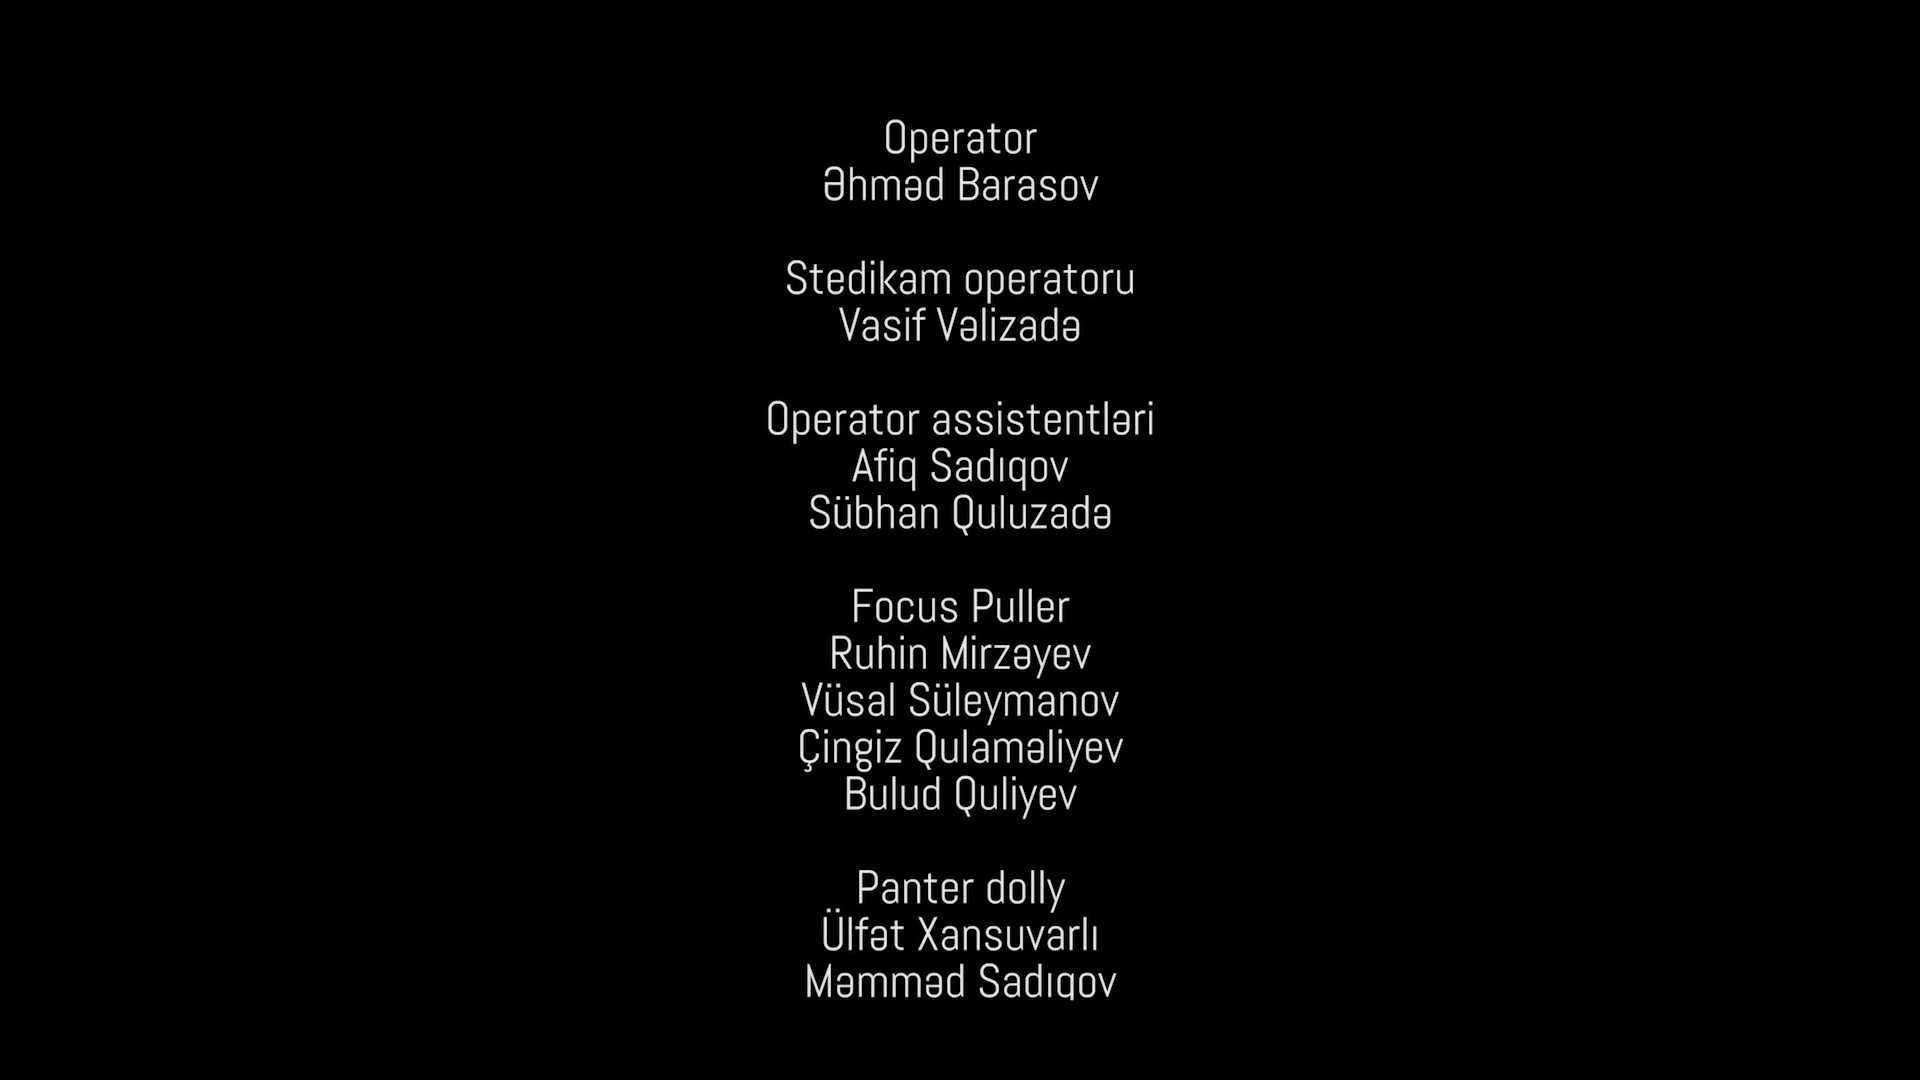 Operator
Əhməd Barasov
Stedikam operatoru
Vasif Vəlizadə
Operator assistentləri
Afiq Sadıqov
Sübhan Quluzadə
Focus Puller
Ruhin Mirzəyev
Vüsal Süleymanov
Çingiz Qulaməliyev
Bulud Quliyev
Panter dolly
Ülfət Xansuvarlı
Məmməd Sadıqov